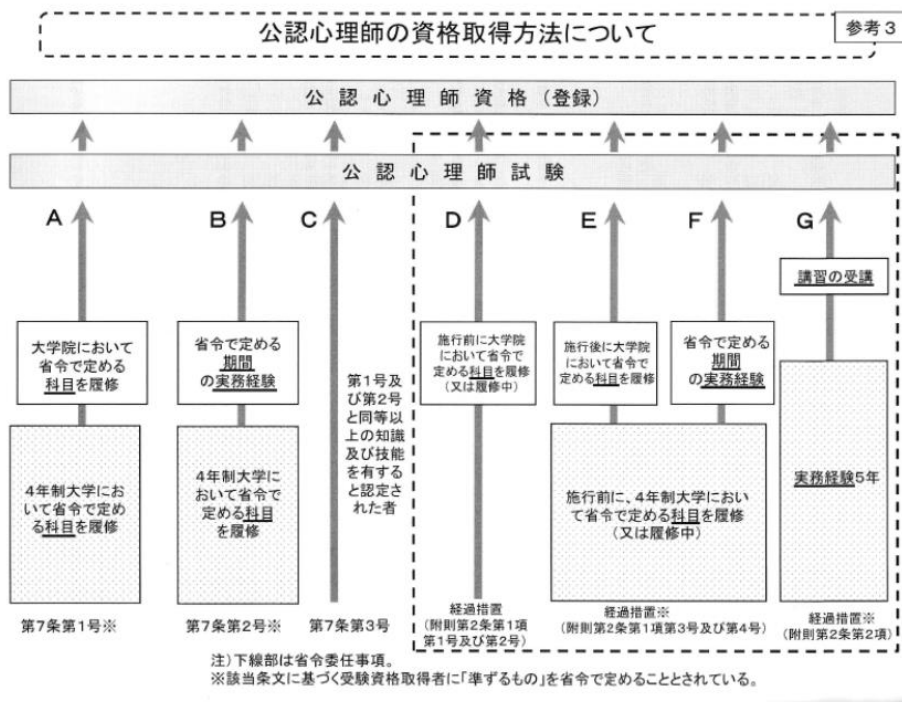 公認心理師の資格取得方法について
参考3
公認心理師資格(登録)
公認心理師試験
A
B
C
D
E
F
G
講習の受講
大学院において
省令で定める
科目を履修
省令で定める
期間
の実務経験
第1号及
び第2号
と同等以
上の知識
及び技能
を有する
と認定さ
れた者
施行前に大学院
において省令で
定める科目を履修
(又は履修中)
施行後に大学院
において省令で
定める科目を履修
省令で定める
期間
の実務経験
4年制大学にお
いて省令で定め
る科目を履修
4年制大学に
おいて省令で
定める科目
を履修
施行前に、4年制大学におい
て省令で定める科目を履修
(又は履修中)
実務経験5年
第7条第1号※
第7条第2号※
第7条第3号
経過措置
(附則第2条第1項
第1号及び第2号)
経過措置※
(附則第2条第1項第3号及び第4号)
経過措置※
(附則第2条第2項)
注)下線部は省令委任事項。
※該当条文に基づく受験資格取得者に「準ずるもの」を省令で定めることとされている。